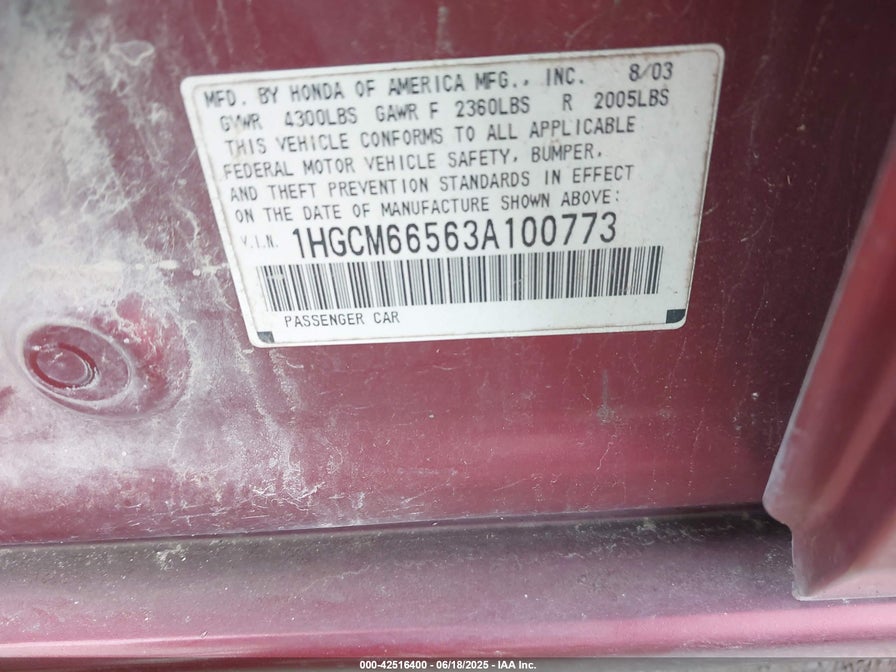 MFD. BY HONDA OF AMERICA MFG., INC. 8/03
GVWR 4300LBS GAWR F 2360LBS R 2005LBS
THIS VEHICLE CONFORMS TO ALL APPLICABLE
FEDERAL MOTOR VEHICLE SAFETY, BUMPER,
AND THEFT PREVENTION STANDARDS IN EFFECT
ON THE DATE OF MANUFACTURE SHOWN ABOVE:
V.I.N. 1HGCM66563A100773
PASSENGER CAR
000-42516400 - 06/18/2025 - IAA Inc.